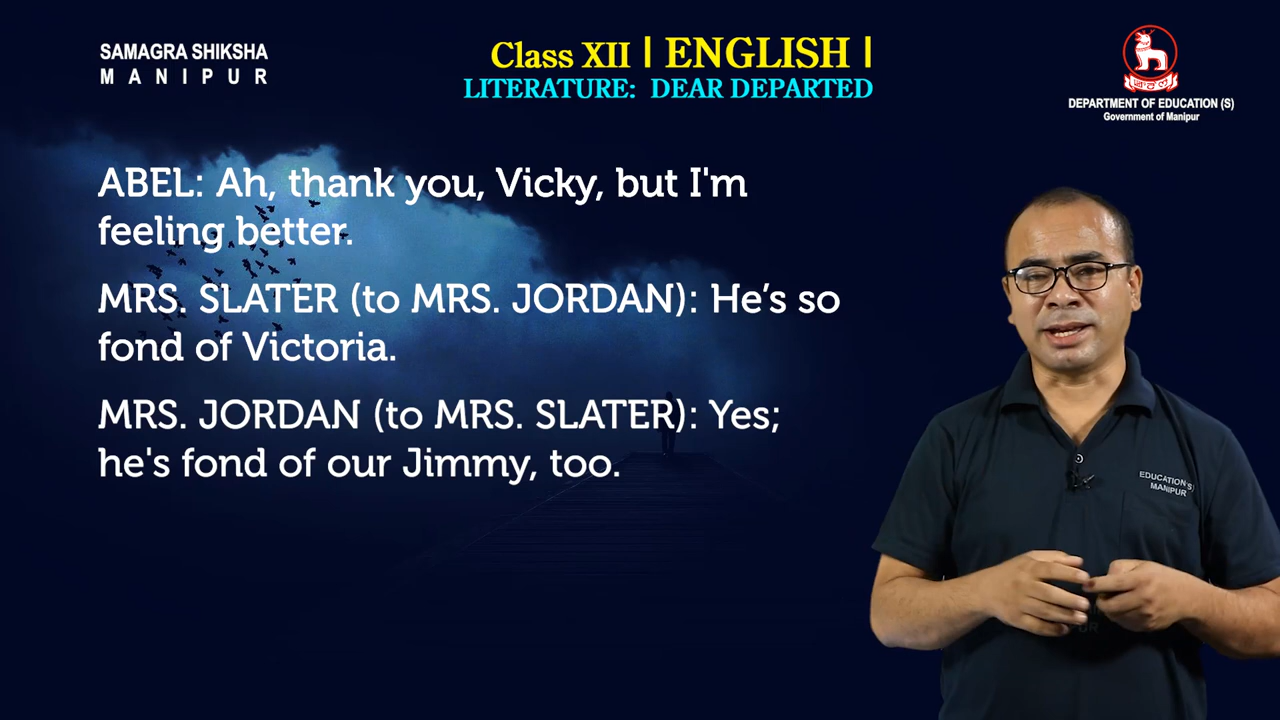 SAMAGRA SHIKSHA
MANIPUR
Class XII | ENGLISH |
LITERATURE: DEAR DEPARTED
DEPARTMENT OF EDUCATION (S)
Government of Manipur
ABEL: Ah, thank you, Vicky, but I'm
feeling better.
MRS. SLATER (to MRS. JORDAN): He’s so
fond of Victoria.
MRS. JORDAN (to MRS. SLATER): Yes;
he's fond of our Jimmy, too.
EDUCATION(S)
MANIPUR